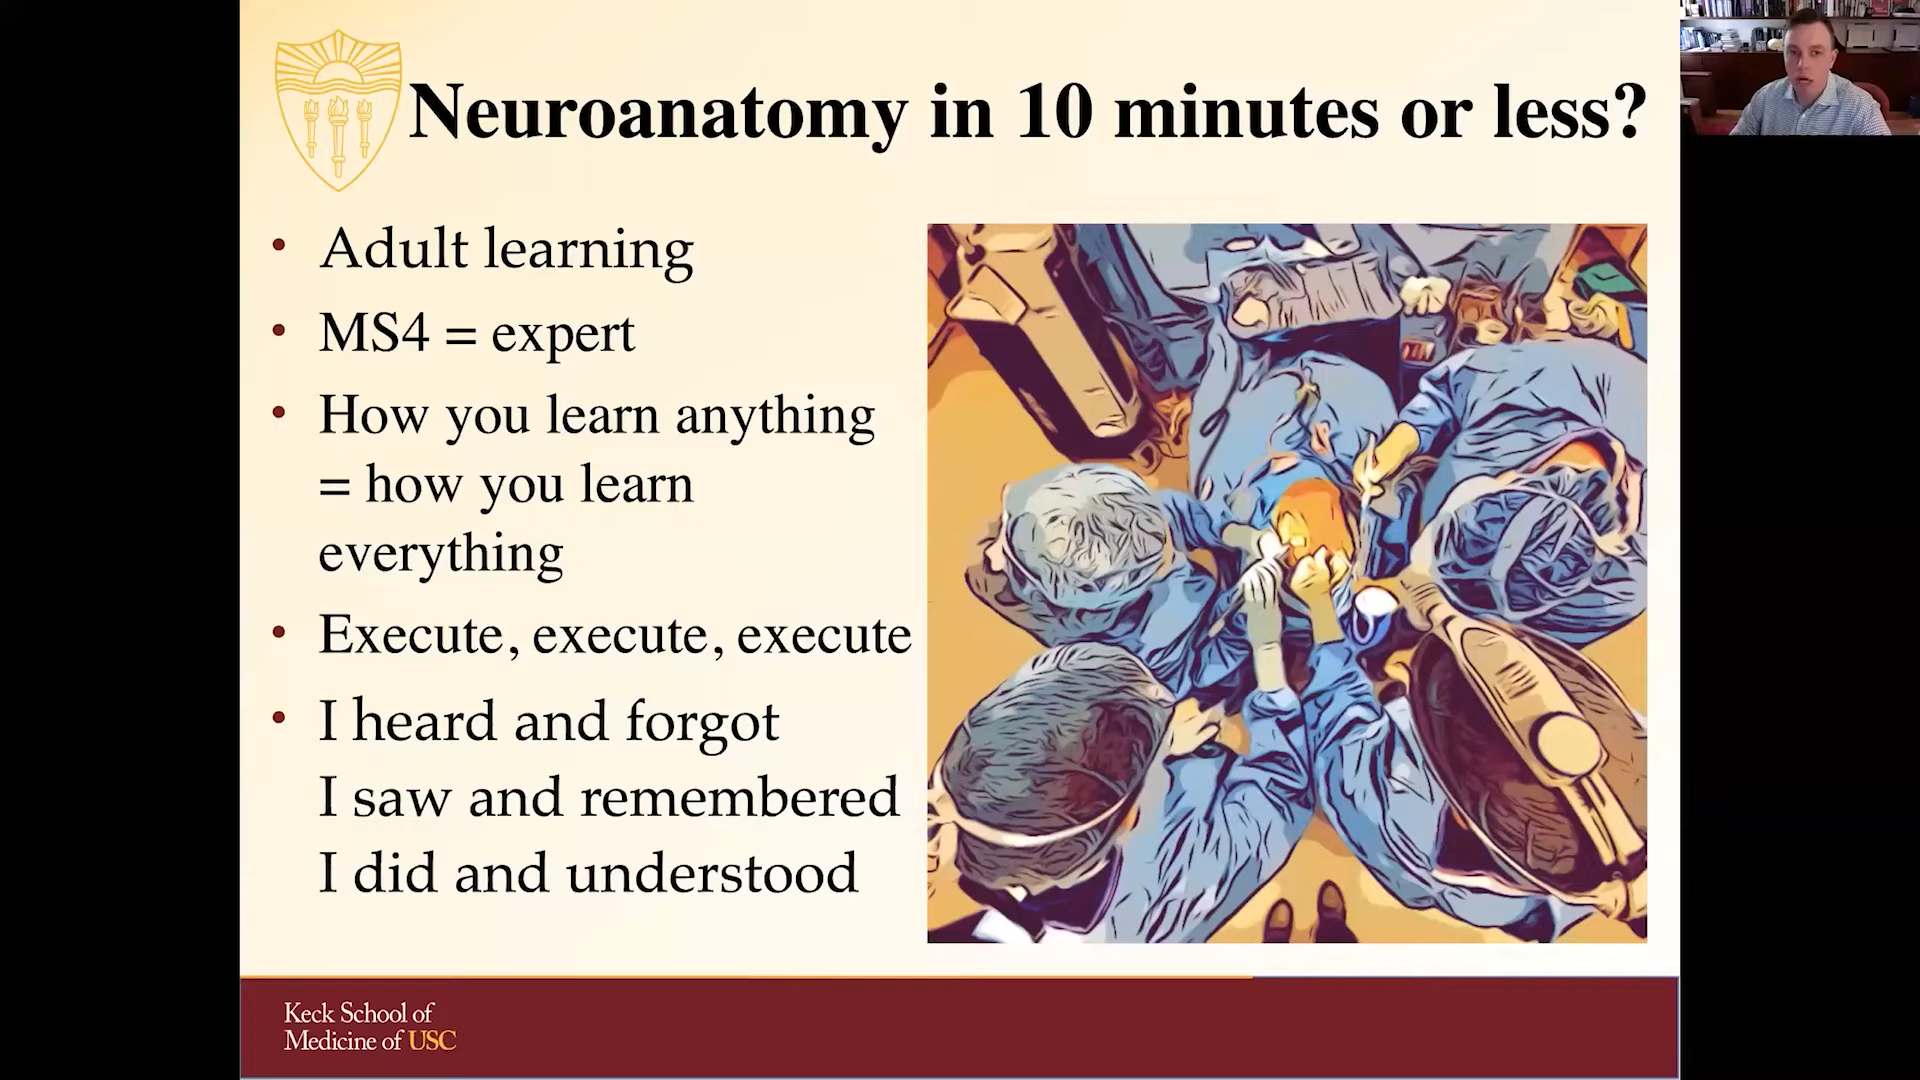 Neuroanatomy in 10 minutes or less?
• Adult learning
• MS4 = expert
• How you learn anything
= how you learn
everything
• Execute, execute, execute
• I heard and forgot
I saw and remembered
I did and understood
Keck School of
Medicine of USC